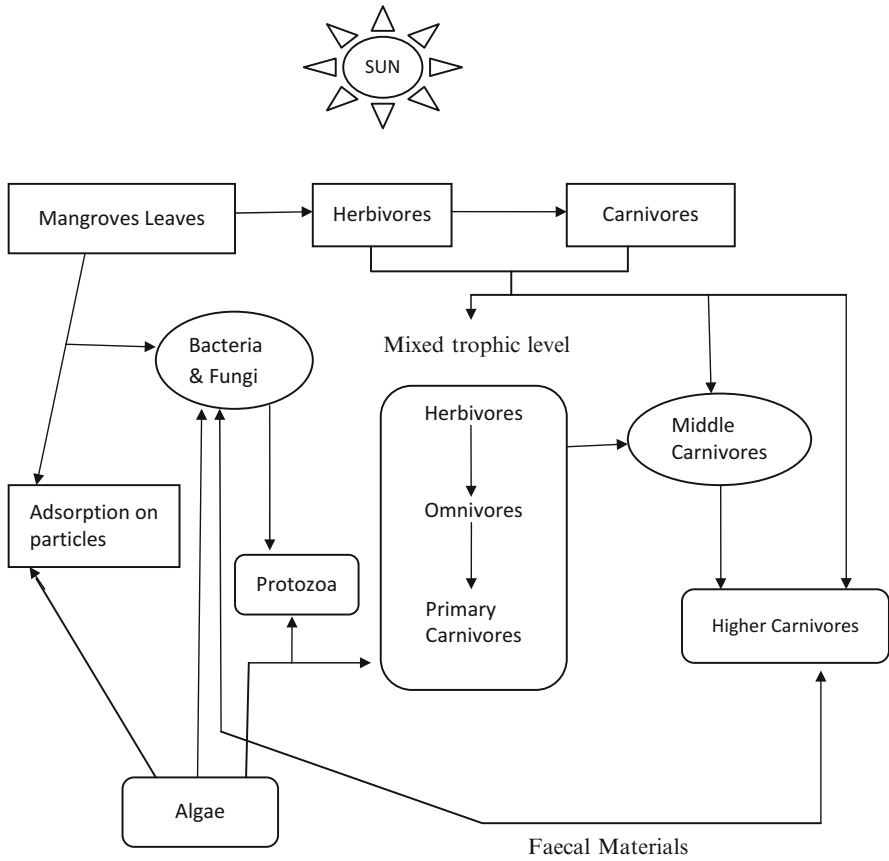 SUN
Mangroves Leaves
Herbivores
Carnivores
Mixed trophic level
Bacteria
& Fungi
Herbivores
Middle
Carnivores
Adsorption on
particles
Omnivores
Protozoa
Primary
Carnivores
Higher Carnivores
Algae
Faecal Materials